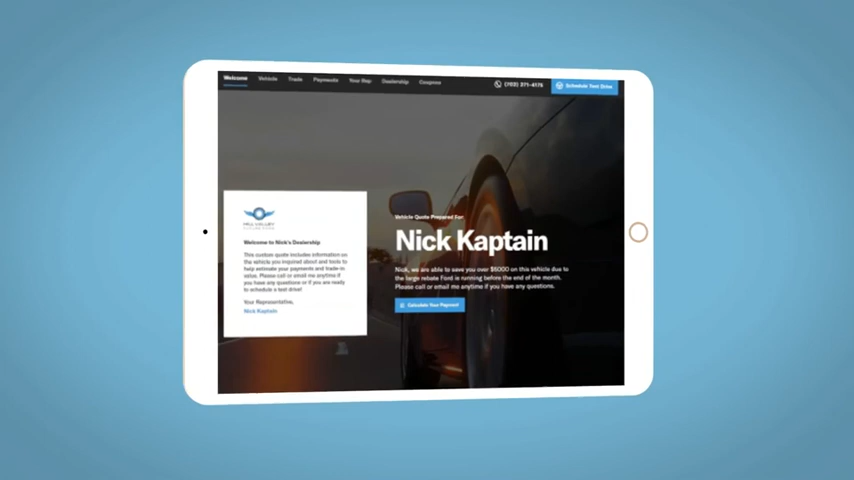 Welcome Vehicle Trade Payments Your Rep Dealership Coupons
Schedule Test Drive
Vehicle Quote Prepared For:
Nick Kaptain
Nick, we are able to save you over $5000 on this vehicle due to
the large rebate Ford is running before the end of the month.
Please call or email me anytime if you have any questions.
Calculate Your Payment
Welcome to Nick's Dealership
This custom quote includes information on
the vehicle you inquired about and tools to
help estimate your payments and trade-in
value. Please call or email me anytime if
you have any questions or if you are ready
to schedule a test drive!
Your Representative,
Nick Kaptain